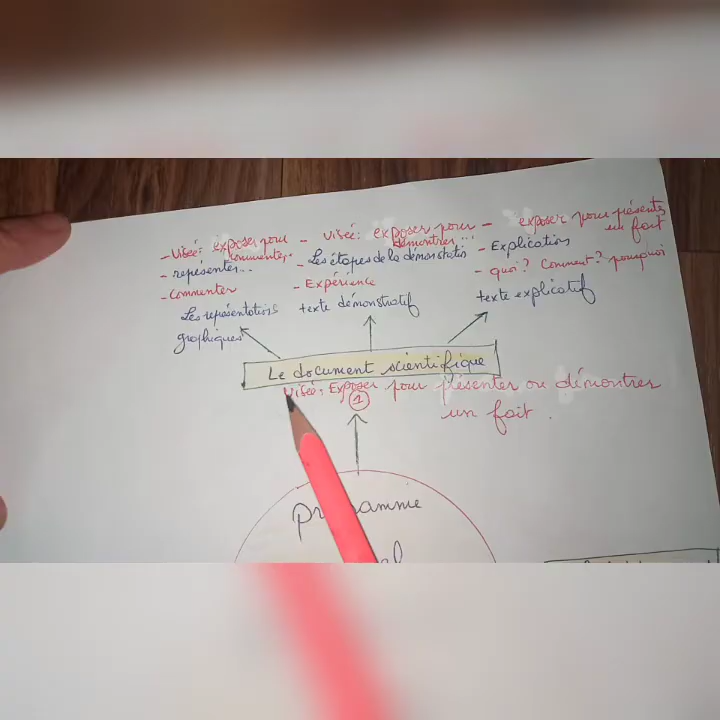 - Visée: exposer pour
commenter.
- représenter...
- Commenter
Les représentations
graphiques
- visée: exposer pour
démontrer...
- Les étapes de la démonstration
- Expérience
texte démonstratif
- exposer pour présenter
un fait
- Explication
- quoi? Comment? pourquoi
texte explicatif
Le document scientifique
Visée: Exposer pour présenter ou démontrer
un fait.
1
programme